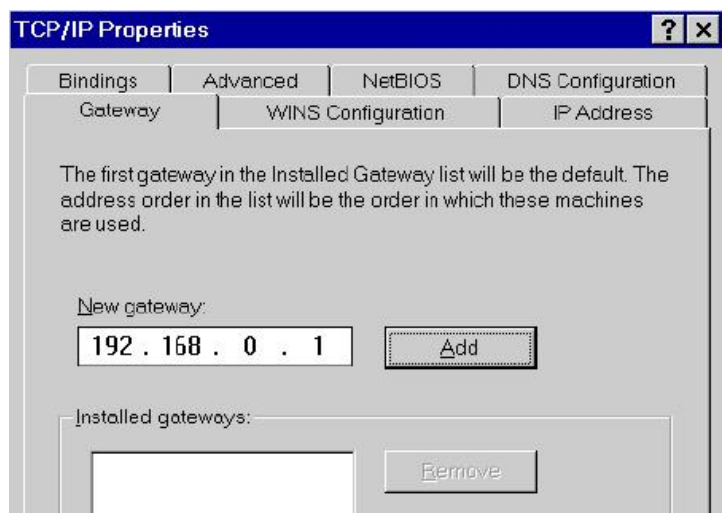 TCP/IP Properties
Bindings Advanced NetBIOS DNS Configuration
Gateway WINS Configuration IP Address
The first gateway in the Installed Gateway list will be the default. The
address order in the list will be the order in which these machines
are used.
New gateway:
192 . 168 . 0 . 1 Add
Installed gateways:
Remove